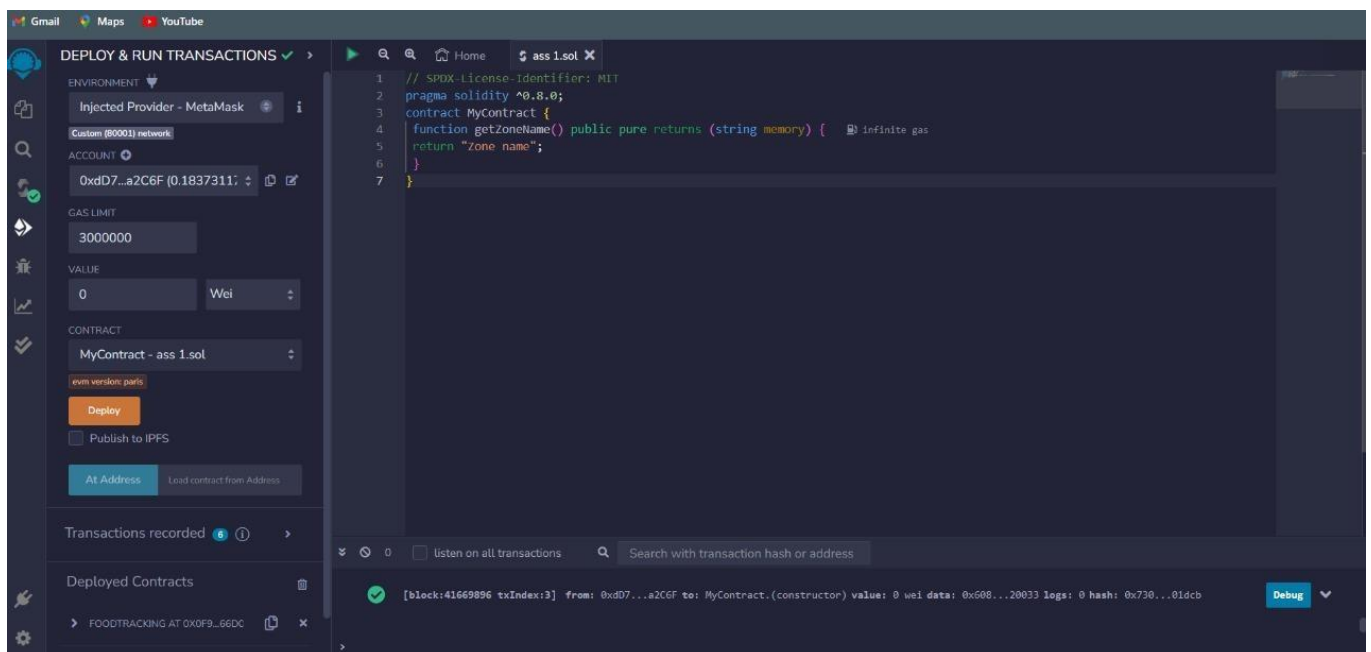 Gmail Maps YouTube
DEPLOY & RUN TRANSACTIONS
ENVIRONMENT
Injected Provider - MetaMask
Custom (80001) network
ACCOUNT
0xdD7...a2C6F (0.1837311
GAS LIMIT
3000000
VALUE
0 Wei
CONTRACT
MyContract - ass 1.sol
evm version: paris
Deploy
Publish to IPFS
At Address Load contract from Address
Transactions recorded 6
Deployed Contracts
FOODTRACKING AT 0X0F9...66DC
Home ass 1.sol
1 // SPDX-License-Identifier: MIT
2 pragma solidity ^0.8.0;
3 contract MyContract {
4 function getZoneName() public pure returns (string memory) { infinite gas
5 return "Zone name";
6 }
7 }
0 listen on all transactions Search with transaction hash or address
[block:41669896 txIndex:3] from: 0xdD7...a2C6F to: MyContract.(constructor) value: 0 wei data: 0x608...20033 logs: 0 hash: 0x730...01dcb Debug